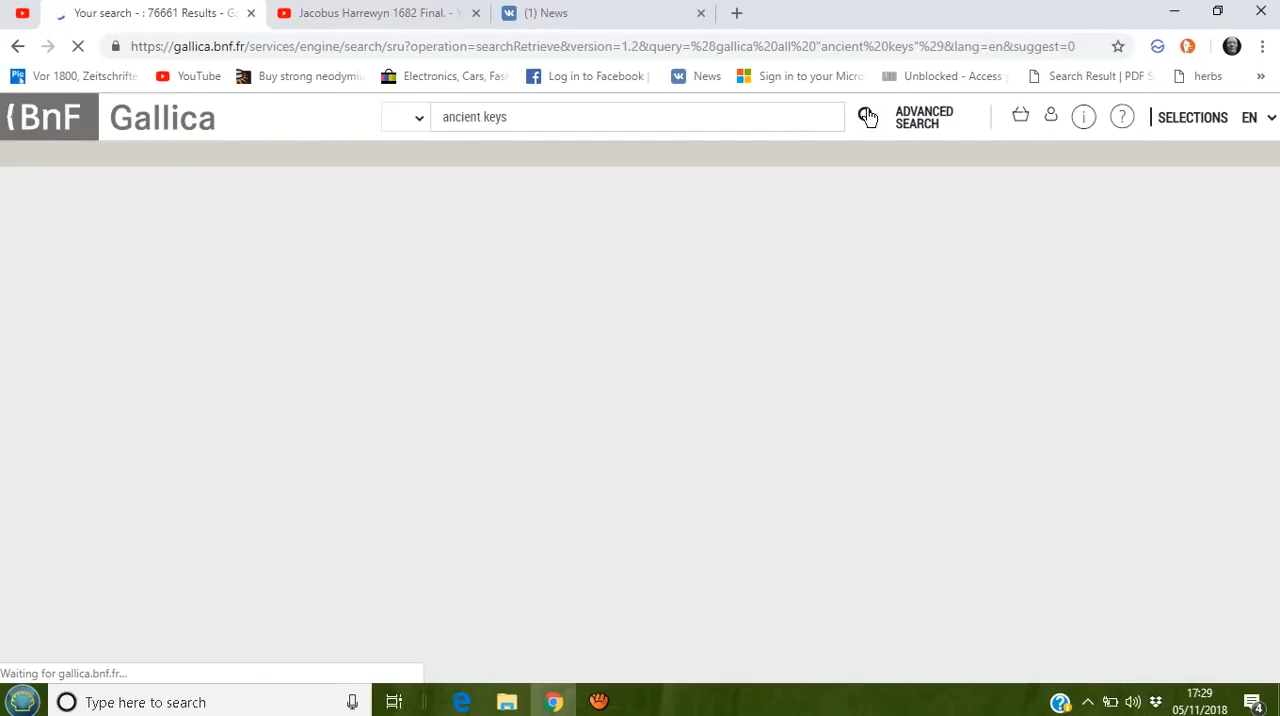 Your search - : 76661 Results - G
Jacobus Harrewyn 1682 Final. - Y
(1) News
https://gallica.bnf.fr/services/engine/search/sru?operation=searchRetrieve&version=1.2&query=%28gallica%20all%20"ancient%20keys"%29&lang=en&suggest=0
Vor 1800, Zeitschrifte
YouTube
Buy strong neodymiu
Electronics, Cars, Fas
Log in to Facebook |
News
Sign in to your Micro
Unblocked - Access y
Search Result | PDF S
herbs
»
{BnF Gallica
ancient keys
ADVANCED
SEARCH
SELECTIONS
EN
Waiting for gallica.bnf.fr...
Type here to search
17:29
05/11/2018
4